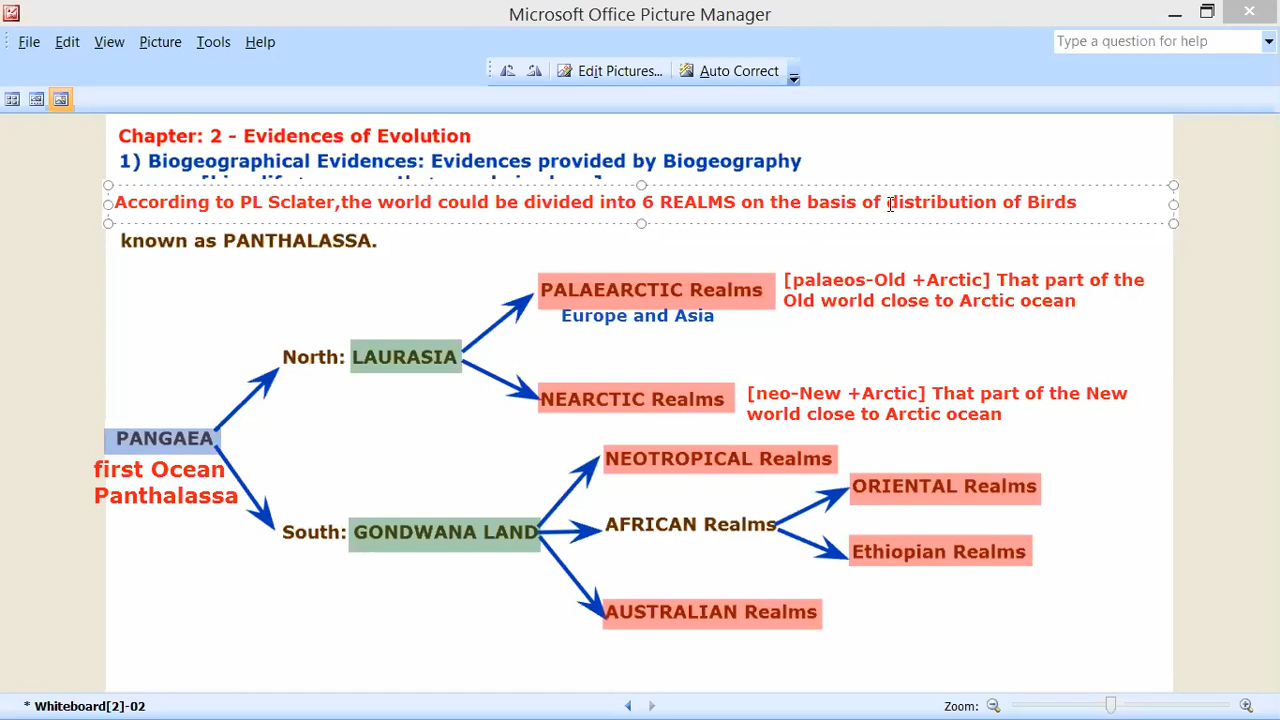 Microsoft Office Picture Manager
File Edit View Picture Tools Help
Type a question for help
Edit Pictures... Auto Correct
Chapter: 2 - Evidences of Evolution
1) Biogeographical Evidences: Evidences provided by Biogeography
According to PL Sclater,the world could be divided into 6 REALMS on the basis of distribution of Birds
known as PANTHALASSA.
PALAEARCTIC Realms
[palaeos-Old +Arctic] That part of the
Old world close to Arctic ocean
Europe and Asia
North: LAURASIA
NEARCTIC Realms
[neo-New +Arctic] That part of the New
world close to Arctic ocean
PANGAEA
first Ocean
Panthalassa
NEOTROPICAL Realms
ORIENTAL Realms
South: GONDWANA LAND
AFRICAN Realms
Ethiopian Realms
AUSTRALIAN Realms
* Whiteboard[2]-02
Zoom: